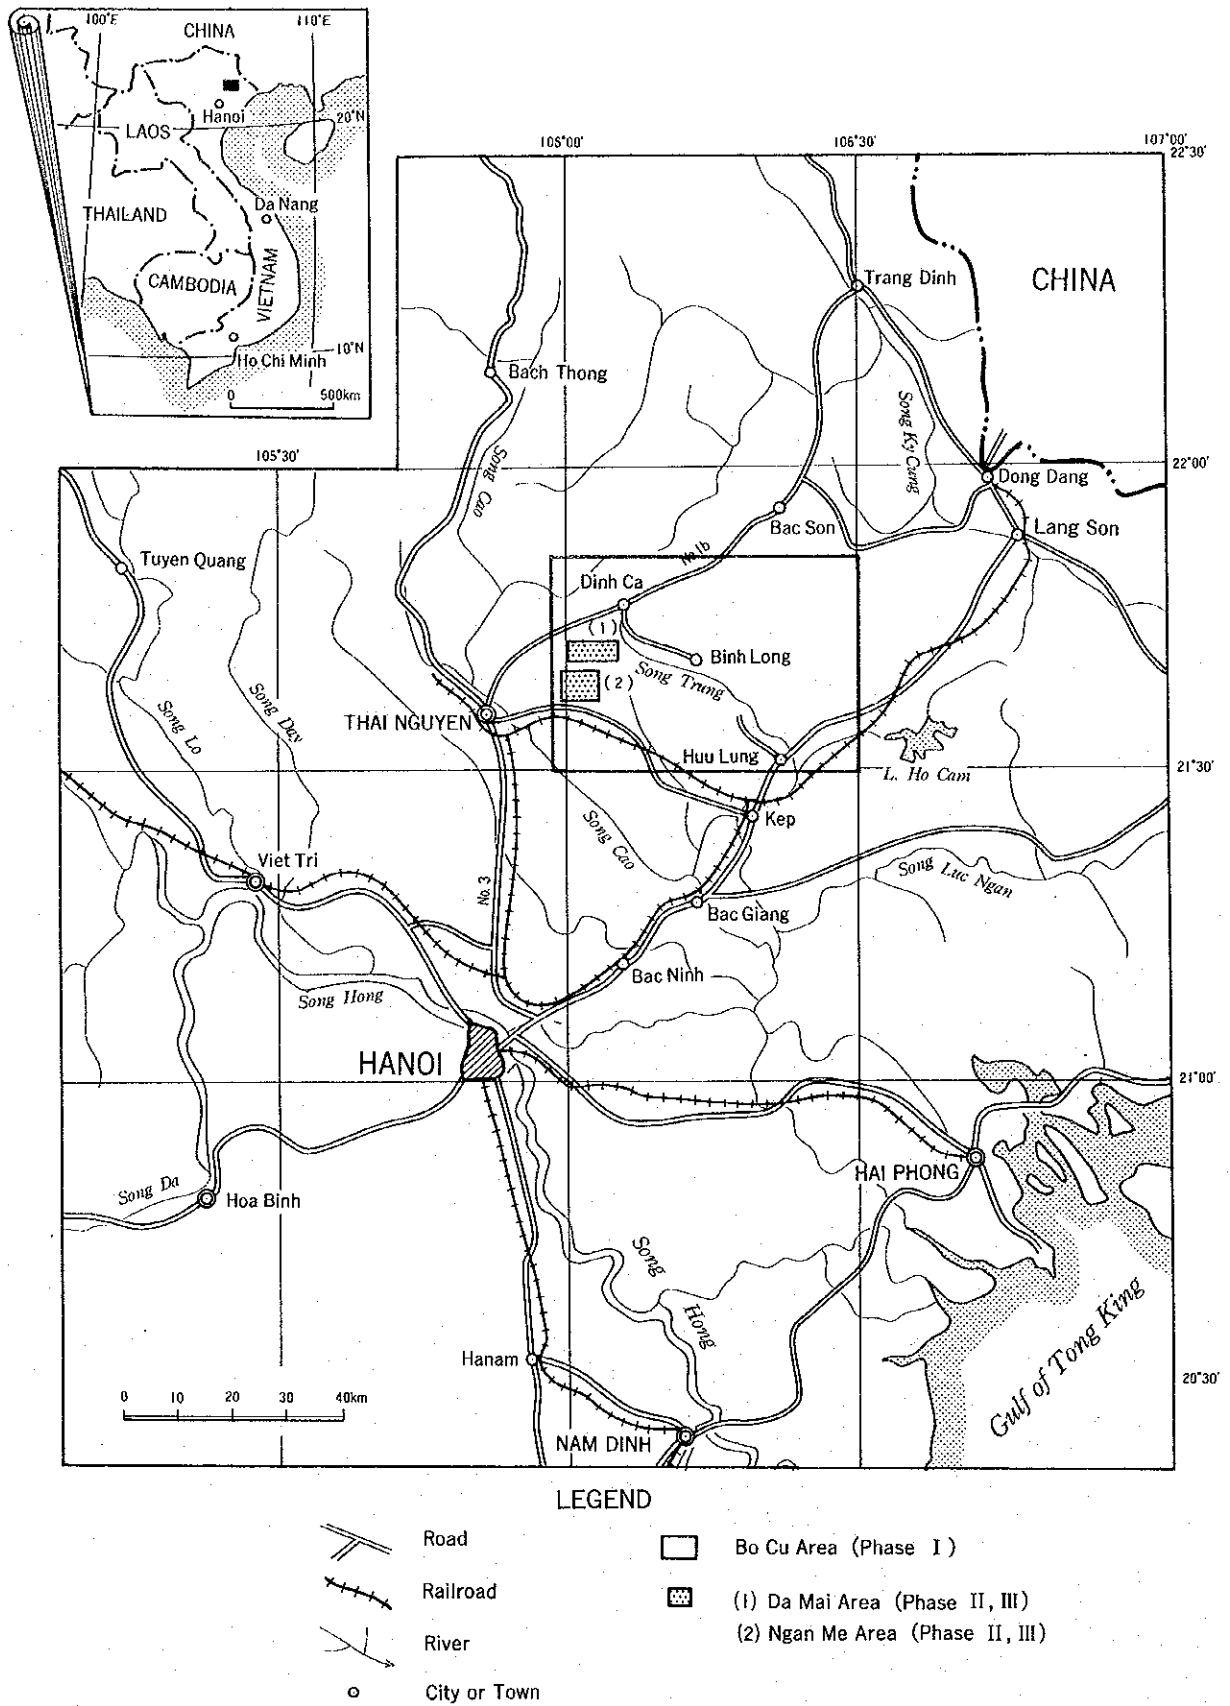 100°E
110°E
CHINA
Hanoi
20°N
LAOS
THAILAND
Da Nang
CAMBODIA
VIETNAM
Ho Chi Minh
10°N
0 500km
106°00'
106°30'
107°00'
22°30'
CHINA
Trang Dinh
Bach Thong
Song Ky Cung
Song Cao
105°30'
22°00'
Dong Dang
Bac Son
Lang Son
Tuyen Quang
No 1b
Dinh Ca
(1)
Binh Long
Song Trung
(2)
Song Lo
Song Day
THAI NGUYEN
Huu Lung
L. Ho Cam
21°30'
Kep
Song Cao
Viet Tri
No. 3
Song Luc Ngan
Bac Giang
Bac Ninh
Song Hong
HANOI
21°00'
HAI PHONG
Song Da
Hoa Binh
Song Hong
Gulf of Tong King
Hanam
20°30'
0 10 20 30 40km
NAM DINH
LEGEND
Road
Railroad
River
City or Town
Bo Cu Area (Phase I)
(1) Da Mai Area (Phase II, III)
(2) Ngan Me Area (Phase II, III)